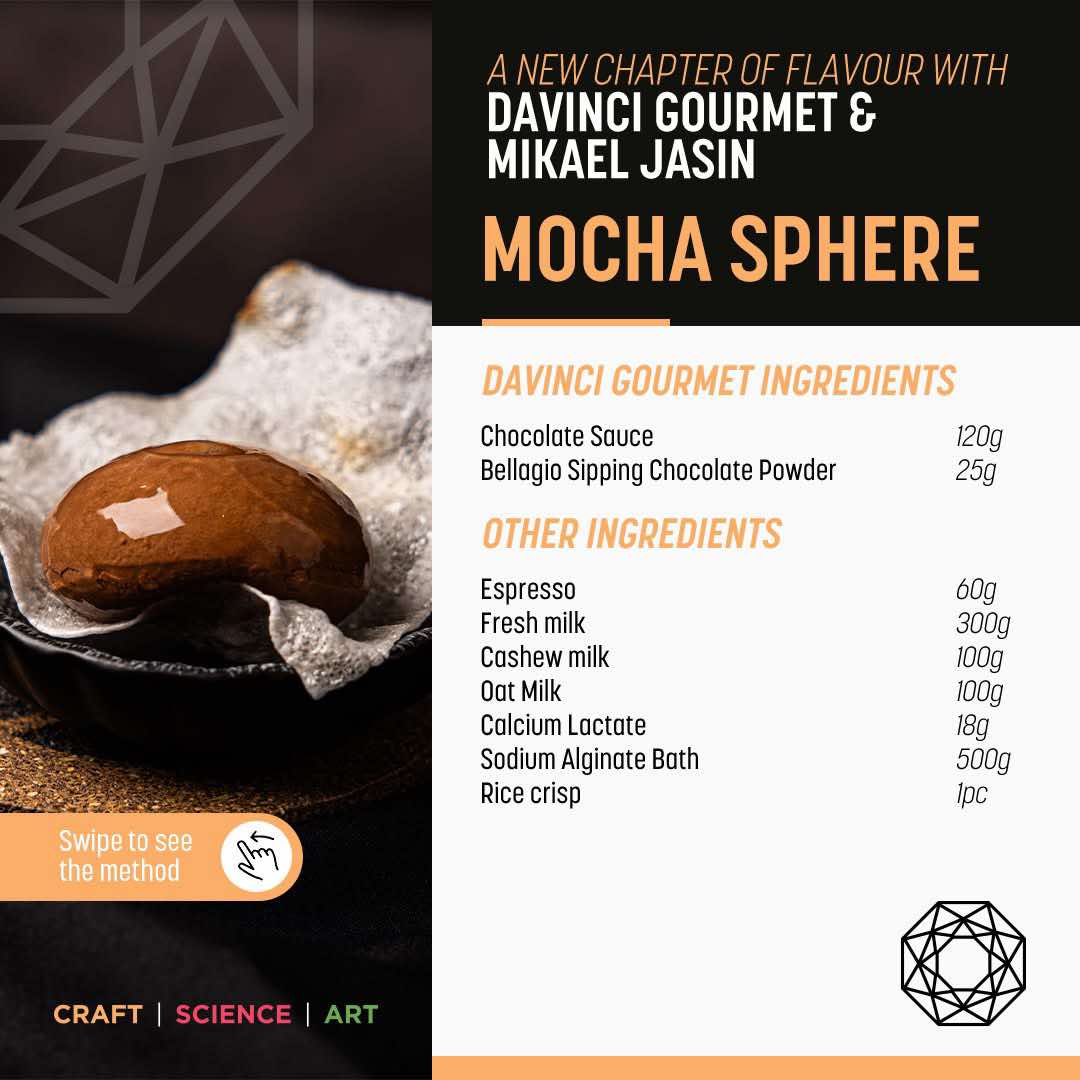 A NEW CHAPTER OF FLAVOUR WITH
DAVINCI GOURMET &
MIKAEL JASIN
MOCHA SPHERE
DAVINCI GOURMET INGREDIENTS
Chocolate Sauce 120g
Bellagio Sipping Chocolate Powder 25g
OTHER INGREDIENTS
Espresso 60g
Fresh milk 300g
Cashew milk 100g
Oat Milk 100g
Calcium Lactate 18g
Sodium Alginate Bath 500g
Rice crisp 1pc
Swipe to see
the method
CRAFT | SCIENCE | ART